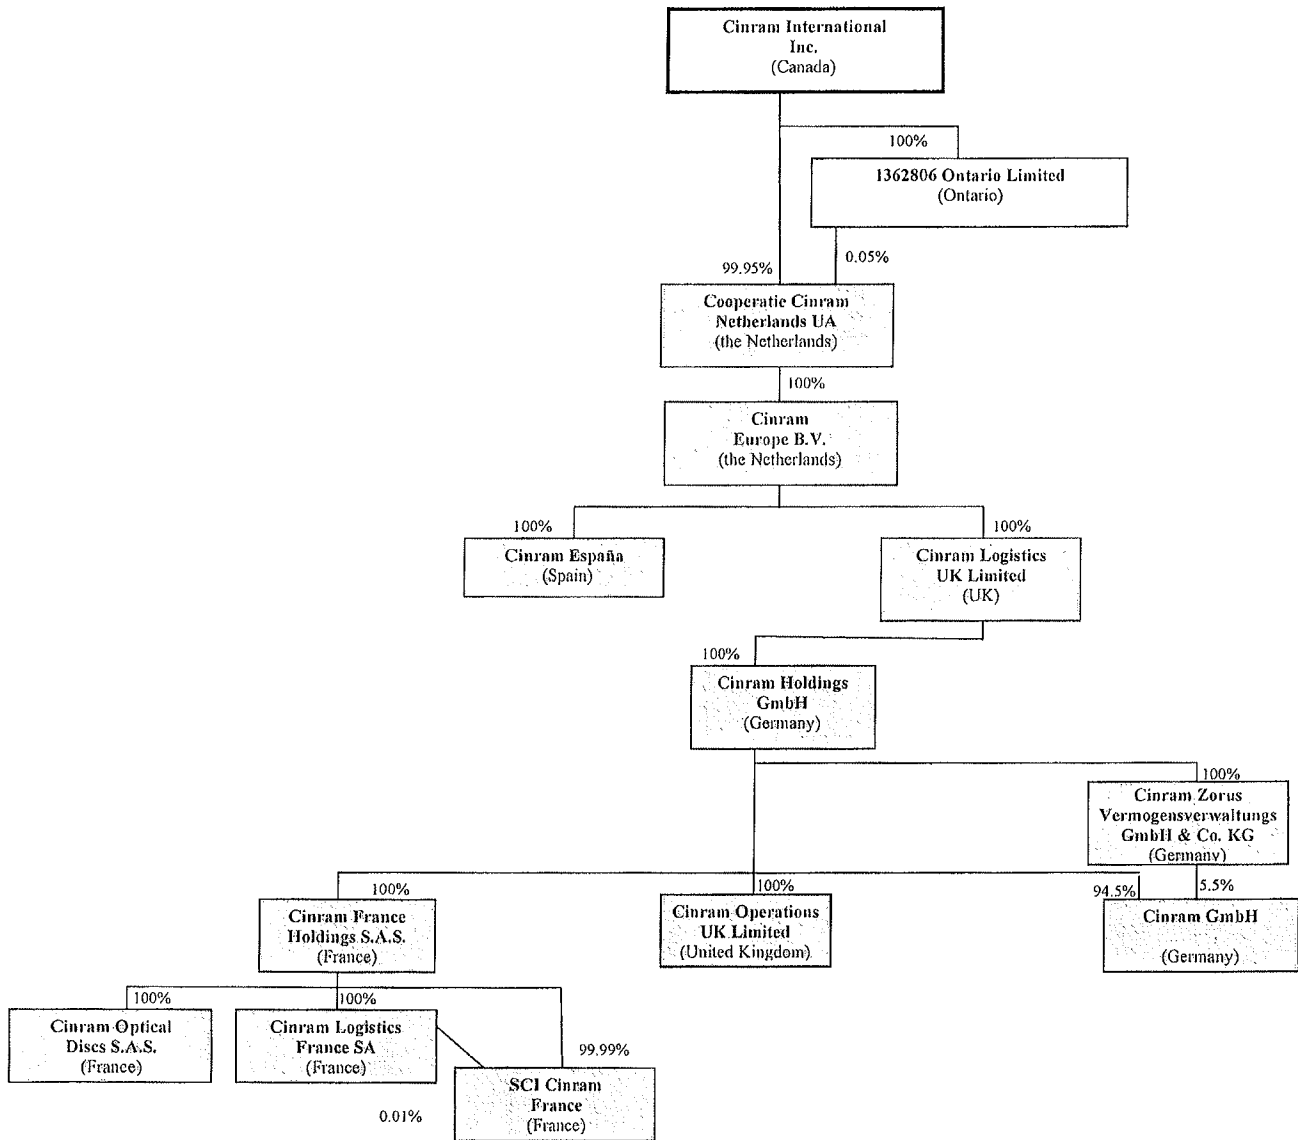 Cinram International
Inc.
(Canada)
100%
1362806 Ontario Limited
(Ontario)
99.95%
0.05%
Cooperatie Cinram
Netherlands UA
(the Netherlands)
100%
Cinram
Europe B.V.
(the Netherlands)
100%
100%
Cinram España
(Spain)
Cinram Logistics
UK Limited
(UK)
100%
Cinram Holdings
GmbH
(Germany)
100%
Cinram Zorus
Vermogensverwaltungs
GmbH & Co. KG
(Germany)
100%
100%
94.5%
5.5%
Cinram France
Holdings S.A.S.
(France)
Cinram Operations
UK Limited
(United Kingdom)
Cinram GmbH
(Germany)
100%
100%
99.99%
Cinram Optical
Discs S.A.S.
(France)
Cinram Logistics
France SA
(France)
SCI Cinram
France
(France)
0.01%